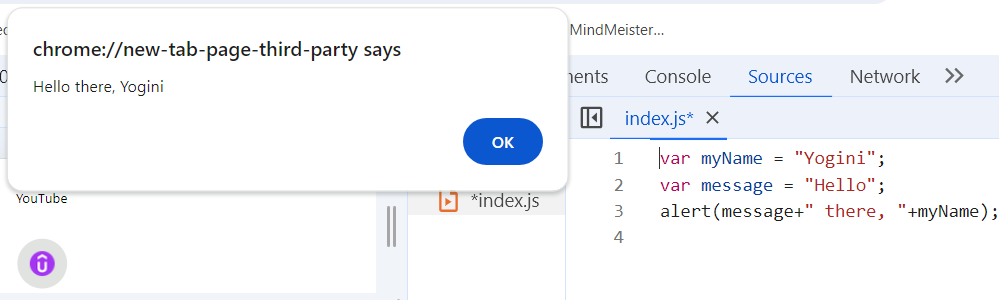 MindMeister...
chrome://new-tab-page-third-party says
Hello there, Yogini
OK
YouTube
Console Sources Network
index.js*
*index.js
1 var myName = "Yogini";
2 var message = "Hello";
3 alert(message+" there, "+myName);
4